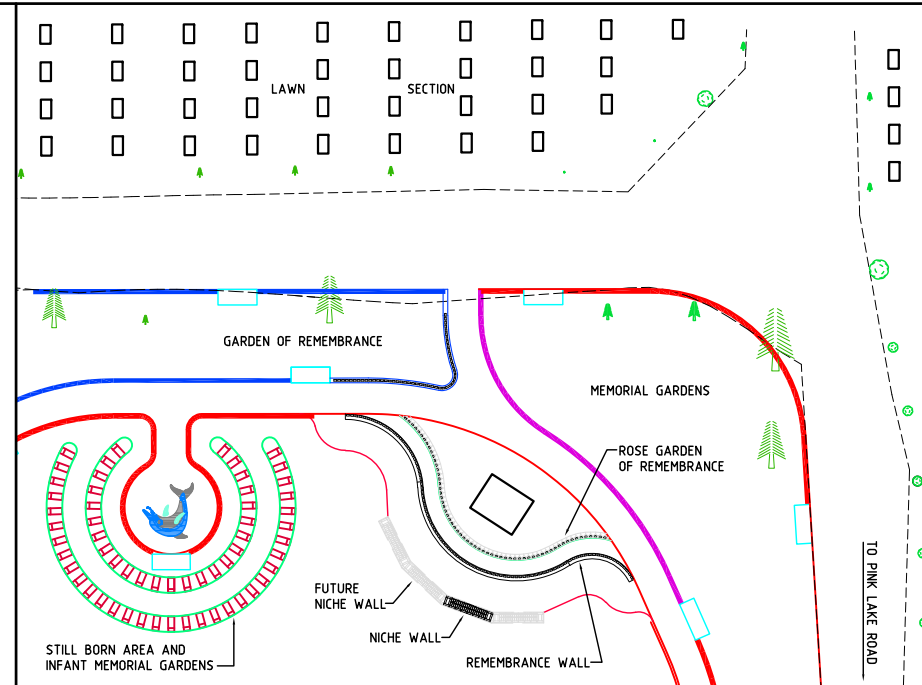 LAWN SECTION
GARDEN OF REMEMBRANCE
MEMORIAL GARDENS
ROSE GARDEN
OF REMEMBRANCE
FUTURE
NICHE WALL
NICHE WALL
REMEMBRANCE WALL
STILL BORN AREA AND
INFANT MEMORIAL GARDENS
TO PINK LAKE ROAD